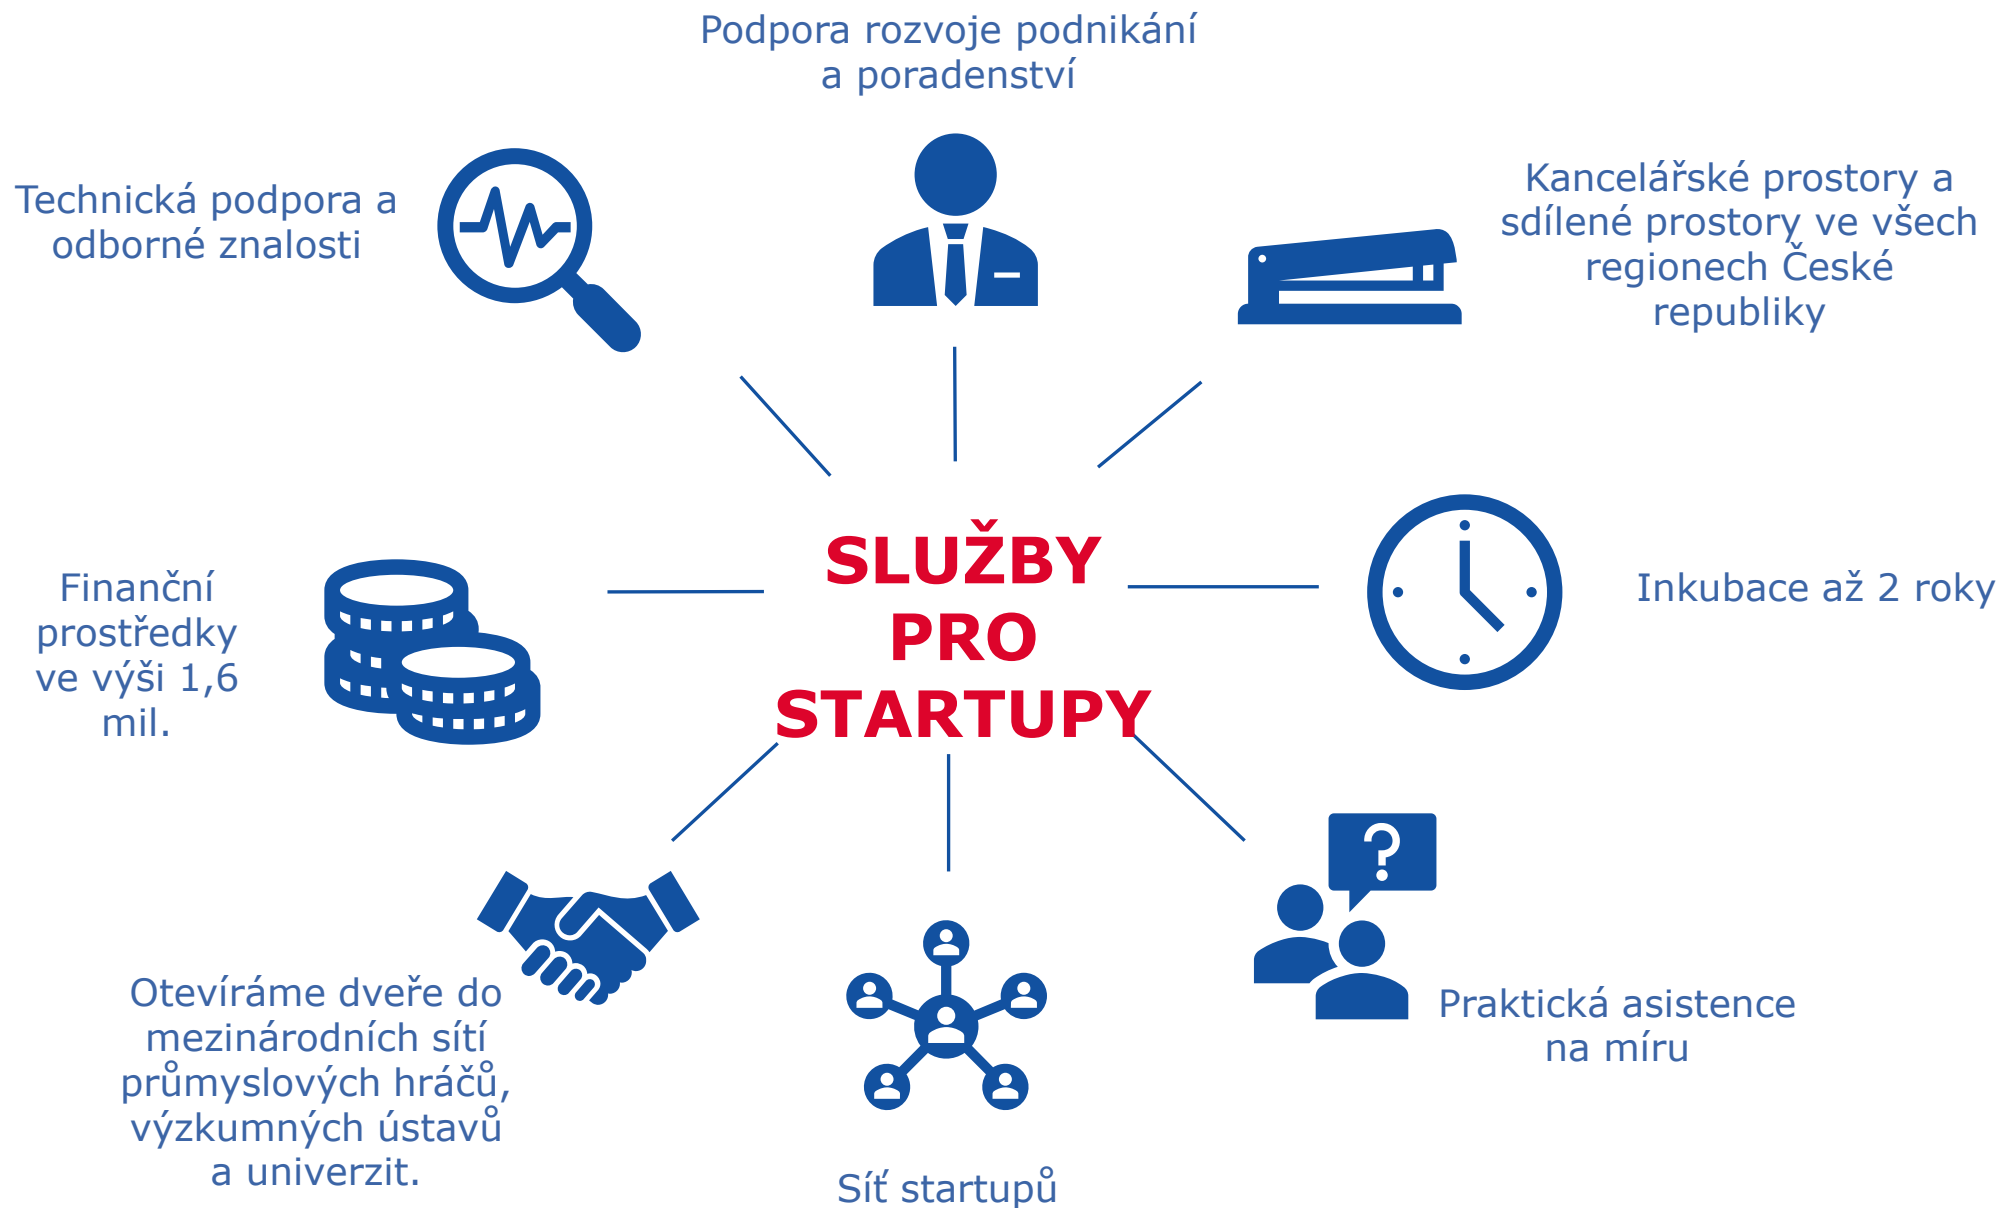 Podpora rozvoje podnikání
a poradenství
Technická podpora a
odborné znalosti
Kancelářské prostory a
sdílené prostory ve všech
regionech České
republiky
SLUŽBY
PRO
STARTUPY
Finanční
prostředky
ve výši 1,6
mil.
Inkubace až 2 roky
?
Otevíráme dveře do
mezinárodních sítí
průmyslových hráčů,
výzkumných ústavů
a univerzit.
Praktická asistence
na míru
Síť startupů